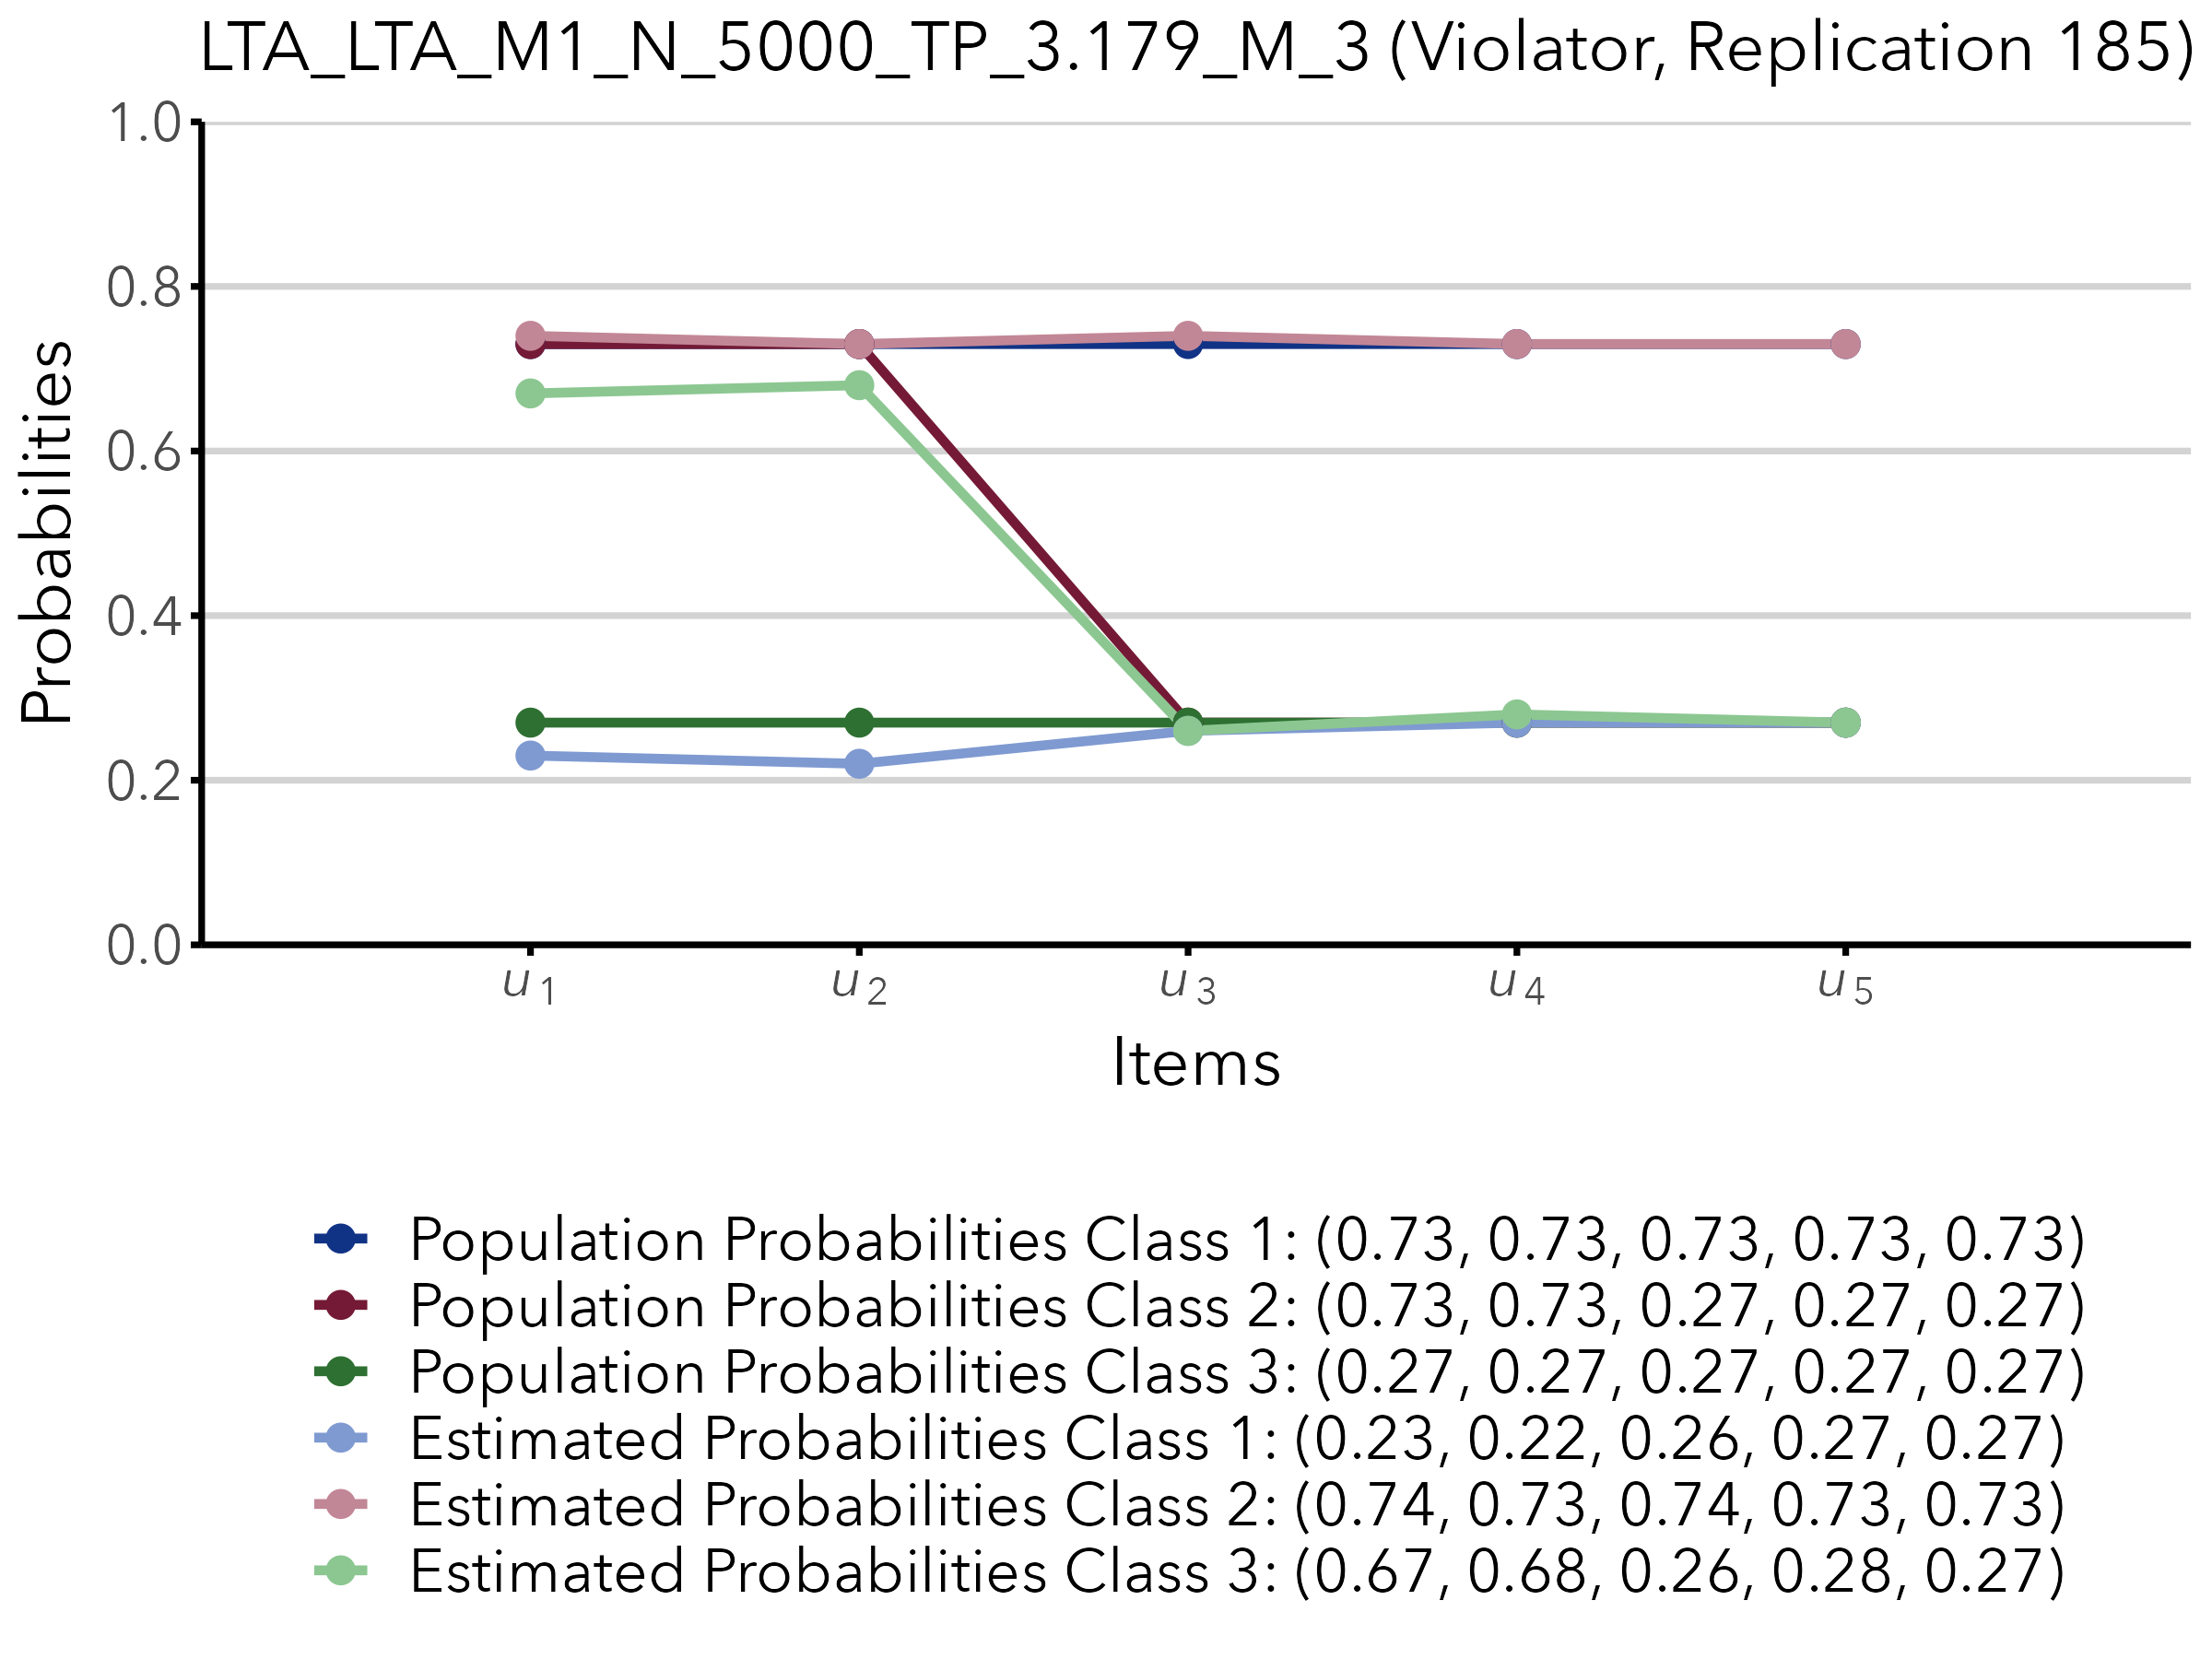 LTA_LTA_M1_N_5000_TP_3.179_M_3 (Violator, Replication 185)
1.0
0.8
0.6
0.4
0.2
0.0
Probabilities
u1 u2 u3 u4 u5
Items
Population Probabilities Class 1: (0.73, 0.73, 0.73, 0.73, 0.73)
Population Probabilities Class 2: (0.73, 0.73, 0.27, 0.27, 0.27)
Population Probabilities Class 3: (0.27, 0.27, 0.27, 0.27, 0.27)
Estimated Probabilities Class 1: (0.23, 0.22, 0.26, 0.27, 0.27)
Estimated Probabilities Class 2: (0.74, 0.73, 0.74, 0.73, 0.73)
Estimated Probabilities Class 3: (0.67, 0.68, 0.26, 0.28, 0.27)